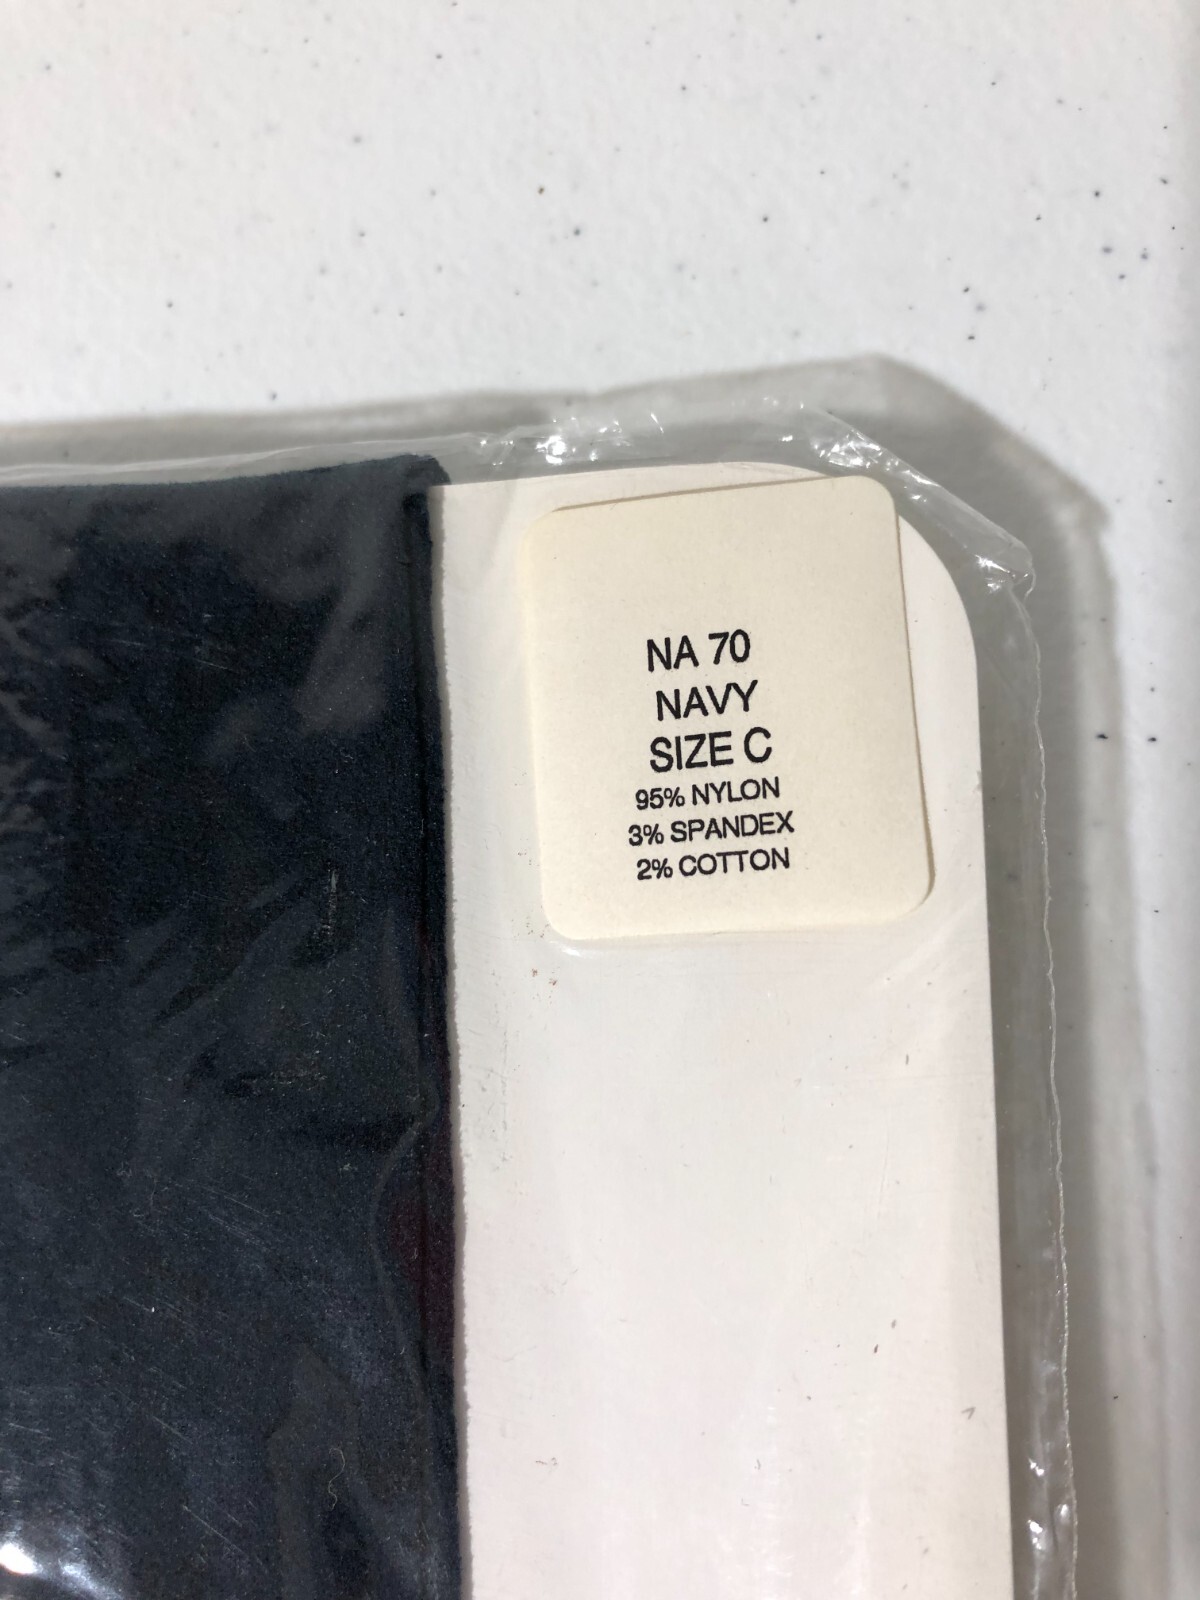 NA 70
NAVY
SIZE C
95% NYLON
3% SPANDEX
2% COTTON